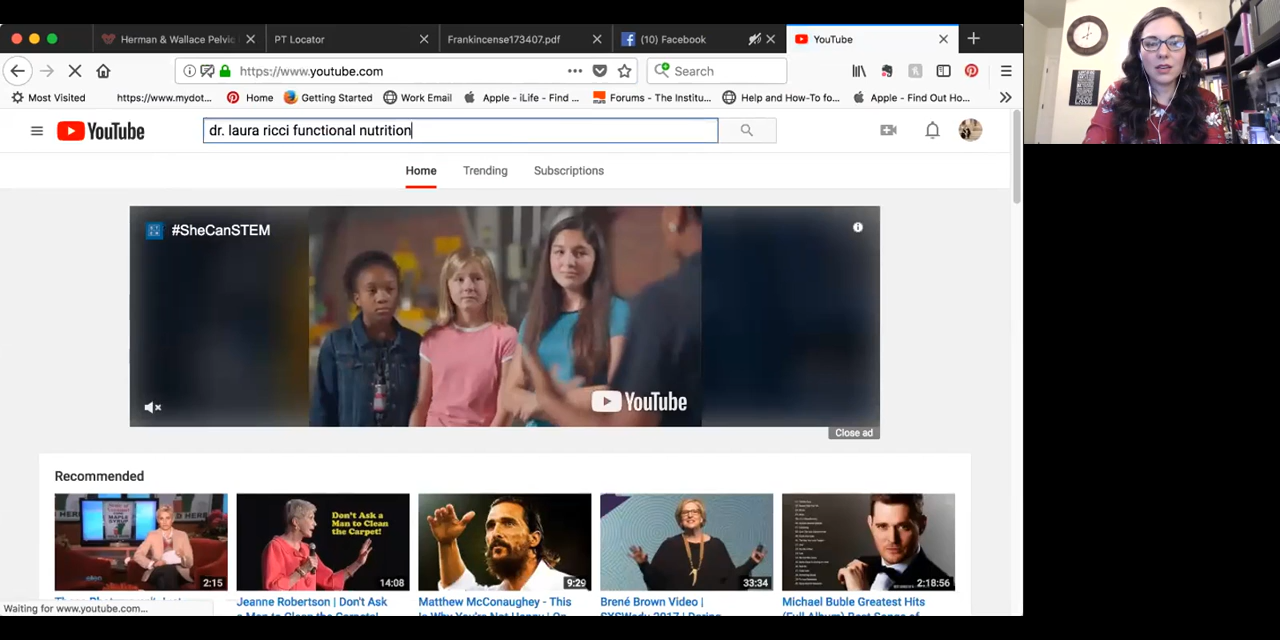 Herman & Wallace Pelvic
PT Locator
Frankincense173407.pdf
(10) Facebook
YouTube
https://www.youtube.com
Search
Most Visited
https://www.mydot...
Home
Getting Started
Work Email
Apple - iLife - Find ...
Forums - The Institu...
Help and How-To fo...
Apple - Find Out Ho...
YouTube
dr. laura ricci functional nutrition
Home
Trending
Subscriptions
#SheCanSTEM
YouTube
Close ad
Recommended
DON'T ASK A
MAN TO CLEAN
THE CARPET!
2:15
14:08
9:29
33:34
2:18:56
Jeanne Robertson | Don't Ask
Matthew McConaughey - This
Brené Brown Video |
Michael Buble Greatest Hits
Waiting for www.youtube.com...